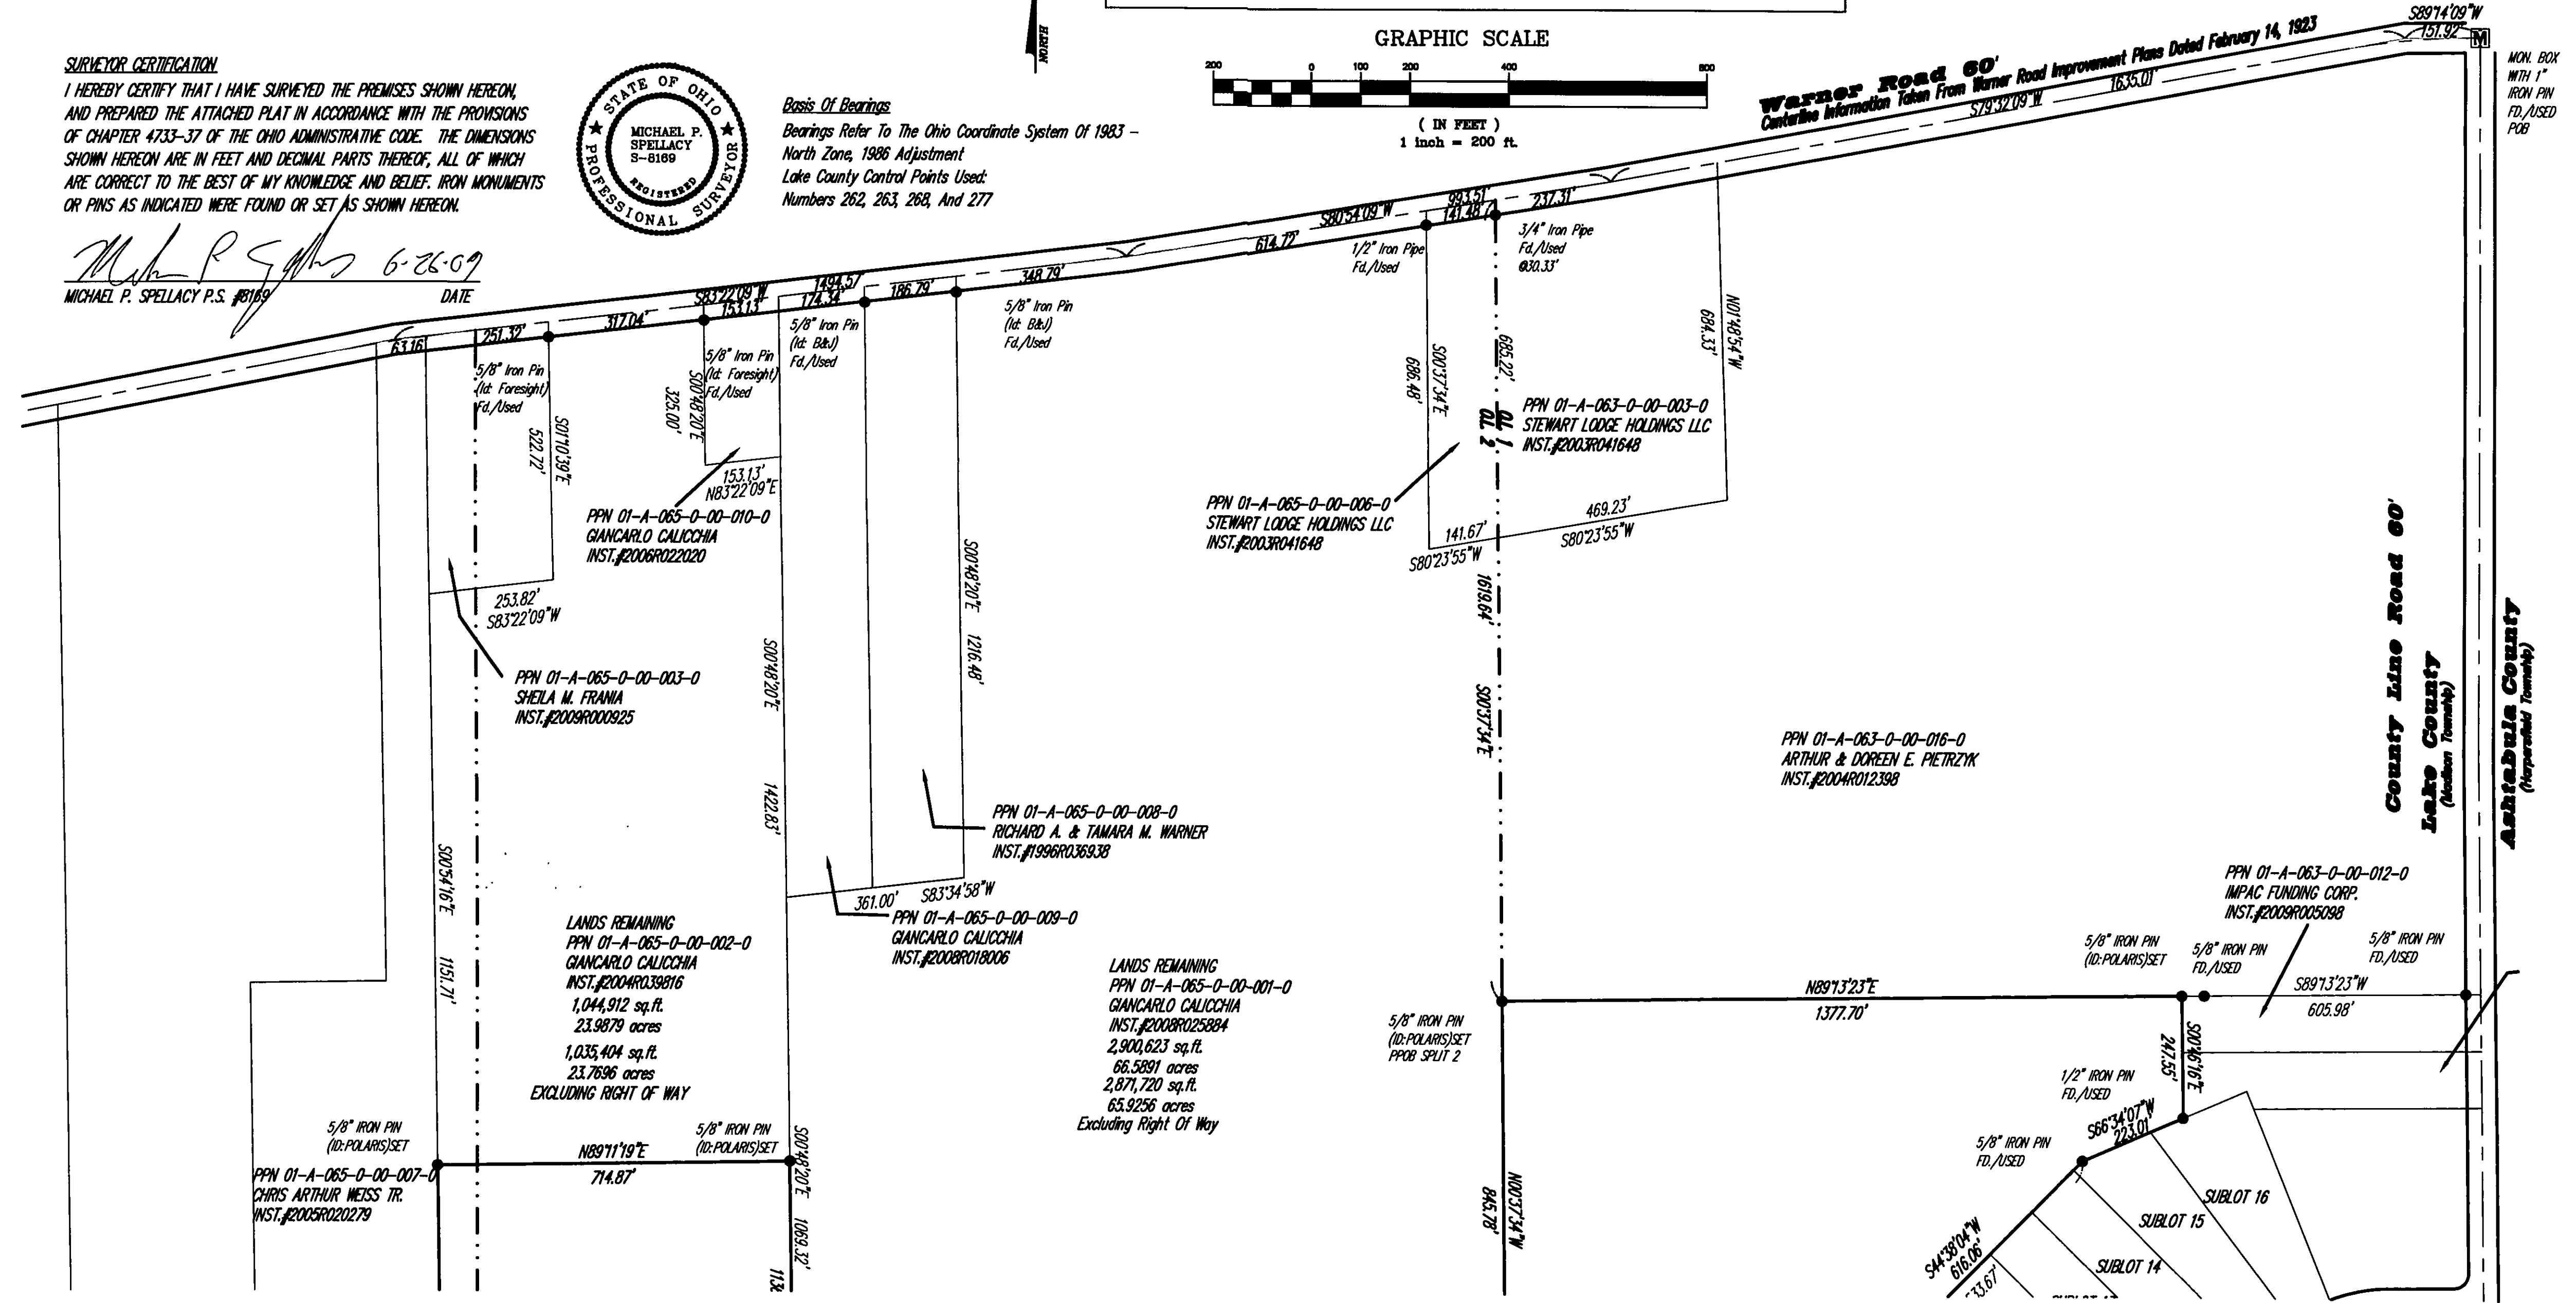 SURVEYOR CERTIFICATION
I HEREBY CERTIFY THAT I HAVE SURVEYED THE PREMISES SHOWN HEREON,
AND PREPARED THE ATTACHED PLAT IN ACCORDANCE WITH THE PROVISIONS
OF CHAPTER 4733-37 OF THE OHIO ADMINISTRATIVE CODE. THE DIMENSIONS
SHOWN HEREON ARE IN FEET AND DECIMAL PARTS THEREOF, ALL OF WHICH
ARE CORRECT TO THE BEST OF MY KNOWLEDGE AND BELIEF. IRON MONUMENTS
OR PINS AS INDICATED WERE FOUND OR SET AS SHOWN HEREON.
6-26-09
MICHAEL P. SPELLACY P.S. #8169
DATE
STATE OF OHIO
MICHAEL P.
SPELLACY
S-8169
REGISTERED
PROFESSIONAL SURVEYOR
Basis Of Bearings
Bearings Refer To The Ohio Coordinate System Of 1983 -
North Zone, 1986 Adjustment
Lake County Control Points Used:
Numbers 262, 263, 268, And 277
NORTH
GRAPHIC SCALE
200 0 100 200 400 800
( IN FEET )
1 inch = 200 ft.
Warner Road 60'
Centerline Information Taken From Warner Road Improvement Plans Dated February 14, 1923
S79°32'09"W
1635.01'
S89°14'09"W
151.92'
M
MON. BOX
WITH 1"
IRON PIN
FD./USED
POB
S80°54'09"W
993.51'
141.48'
237.31'
614.72'
1/2" Iron Pipe
Fd./Used
3/4" Iron Pipe
Fd./Used
@30.33'
348.79'
186.79'
1494.57'
174.34'
S83°22'09"W
153.13'
317.04'
251.32'
63.16'
5/8" Iron Pin
(Id: B&J)
Fd./Used
5/8" Iron Pin
(Id: B&J)
Fd./Used
5/8" Iron Pin
(Id: Foresight)
Fd./Used
5/8" Iron Pin
(Id: Foresight)
Fd./Used
S00°48'20"E
325.00'
S01°10'39"E
522.72'
153.13'
N83°22'09"E
PPN 01-A-065-0-00-010-0
GIANCARLO CALICCHIA
INST.#2006R022020
253.82'
S83°22'09"W
PPN 01-A-065-0-00-003-0
SHEILA M. FRANIA
INST.#2009R000925
S00°48'20"E 1422.83'
S00°48'20"E 1216.48'
PPN 01-A-065-0-00-008-0
RICHARD A. & TAMARA M. WARNER
INST.#1996R036938
361.00'
S83°34'58"W
PPN 01-A-065-0-00-009-0
GIANCARLO CALICCHIA
INST.#2008R018006
S00°54'16"E 1151.71'
LANDS REMAINING
PPN 01-A-065-0-00-002-0
GIANCARLO CALICCHIA
INST.#2004R039816
1,044,912 sq.ft.
23.9879 acres
1,035,404 sq.ft.
23.7696 acres
EXCLUDING RIGHT OF WAY
5/8" IRON PIN
(ID:POLARIS)SET
N89°11'19"E
714.87'
5/8" IRON PIN
(ID:POLARIS)SET
PPN 01-A-065-0-00-007-0
CHRIS ARTHUR WEISS TR.
INST.#2005R020279
S00°48'20"E 1069.32'
LANDS REMAINING
PPN 01-A-065-0-00-001-0
GIANCARLO CALICCHIA
INST.#2008R025884
2,900,623 sq.ft.
66.5891 acres
2,871,720 sq.ft.
65.9256 acres
Excluding Right Of Way
S00°37'34"E
686.48'
685.22'
OL 1
OL 2
N01°48'54"W
684.33'
PPN 01-A-063-0-00-003-0
STEWART LODGE HOLDINGS LLC
INST.#2003R041648
PPN 01-A-065-0-00-006-0
STEWART LODGE HOLDINGS LLC
INST.#2003R041648
141.67'
S80°23'55"W
469.23'
S80°23'55"W
1619.64'
S00°37'34"E
PPN 01-A-063-0-00-016-0
ARTHUR & DOREEN E. PIETRZYK
INST.#2004R012398
5/8" IRON PIN
(ID:POLARIS)SET
PPOB SPLIT 2
N89°13'23"E
1377.70'
N00°37'34"W
845.78'
County Line Road 60'
Lake County
(Madison Township)
Ashtabula County
(Harpersfield Township)
PPN 01-A-063-0-00-012-0
IMPAC FUNDING CORP.
INST.#2009R005098
5/8" IRON PIN
(ID:POLARIS)SET
5/8" IRON PIN
FD./USED
5/8" IRON PIN
FD./USED
S89°13'23"W
605.98'
S00°46'16"E
247.55'
1/2" IRON PIN
FD./USED
S66°34'07"W
223.01'
5/8" IRON PIN
FD./USED
S44°38'04"W
616.06'
SUBLOT 16
SUBLOT 15
SUBLOT 14